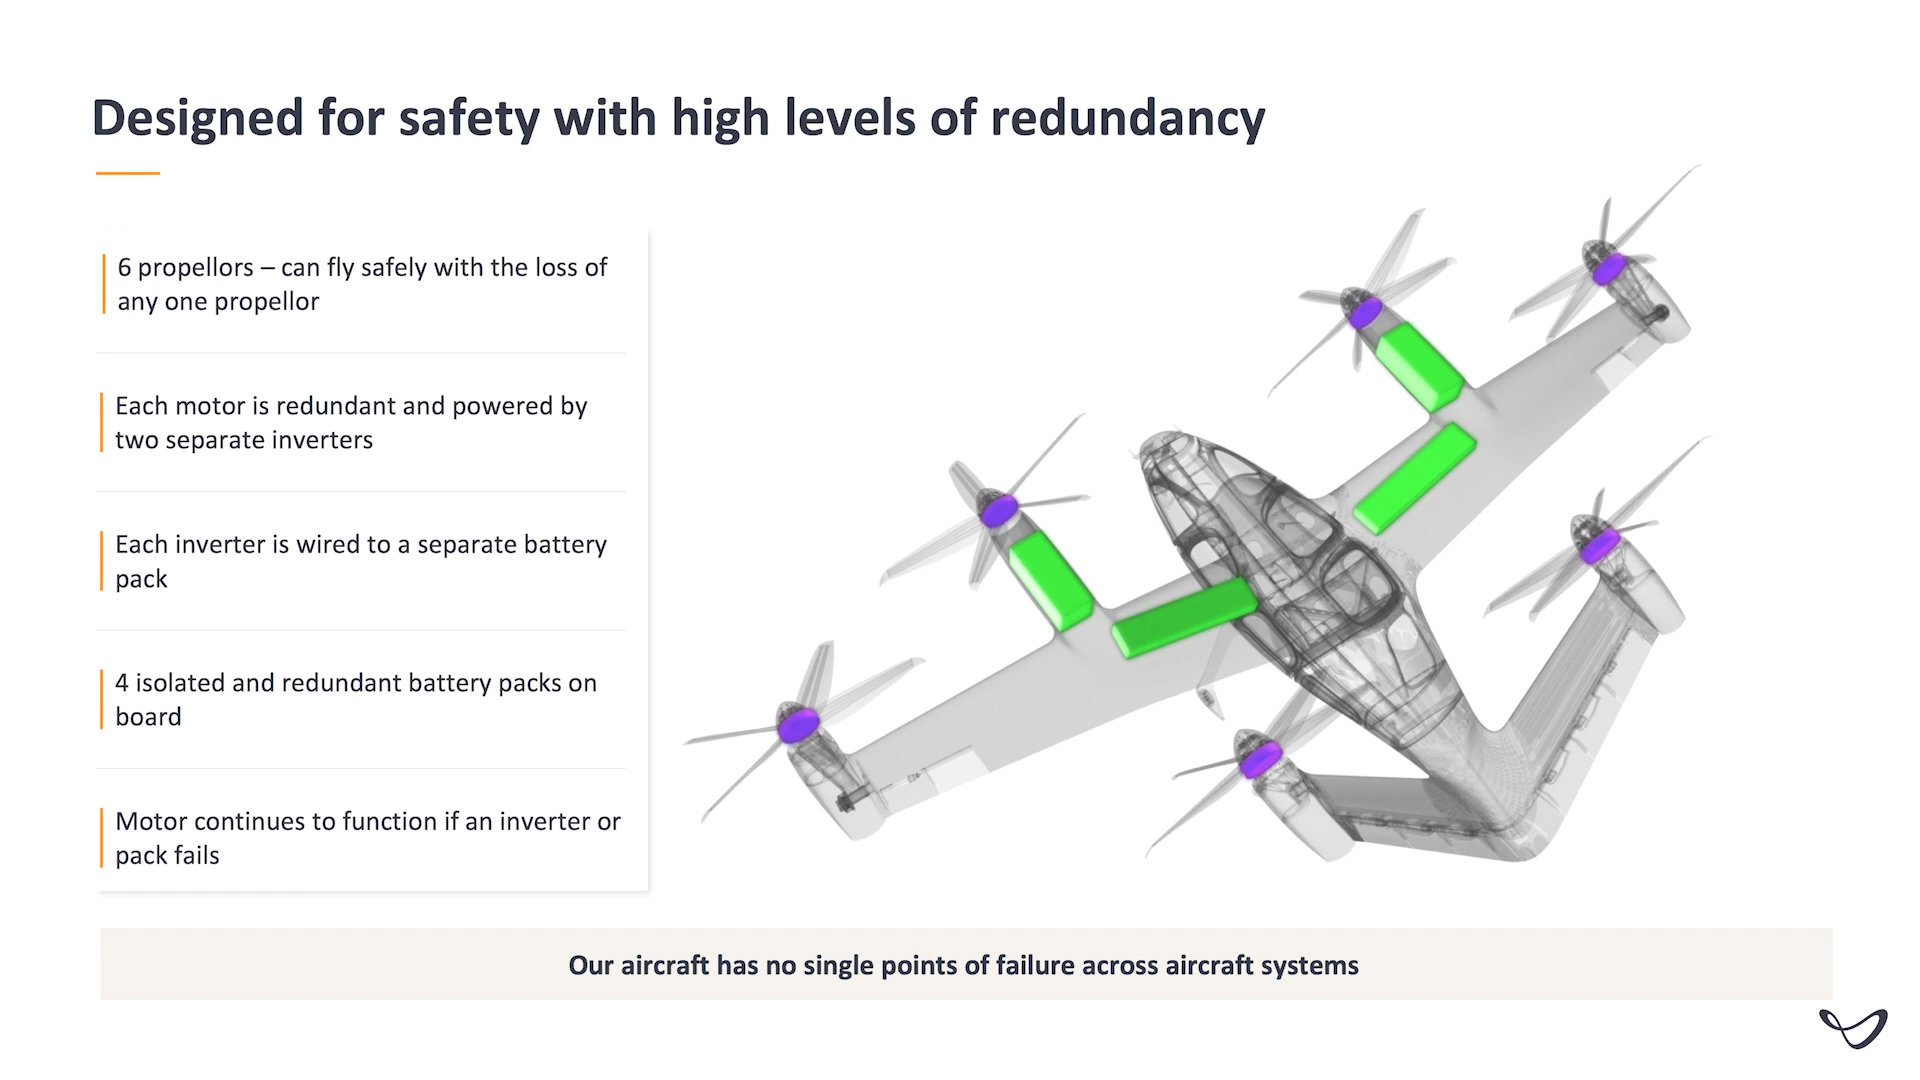 Designed for safety with high levels of redundancy
6 propellors – can fly safely with the loss of
any one propellor
Each motor is redundant and powered by
two separate inverters
Each inverter is wired to a separate battery
pack
4 isolated and redundant battery packs on
board
Motor continues to function if an inverter or
pack fails
Our aircraft has no single points of failure across aircraft systems